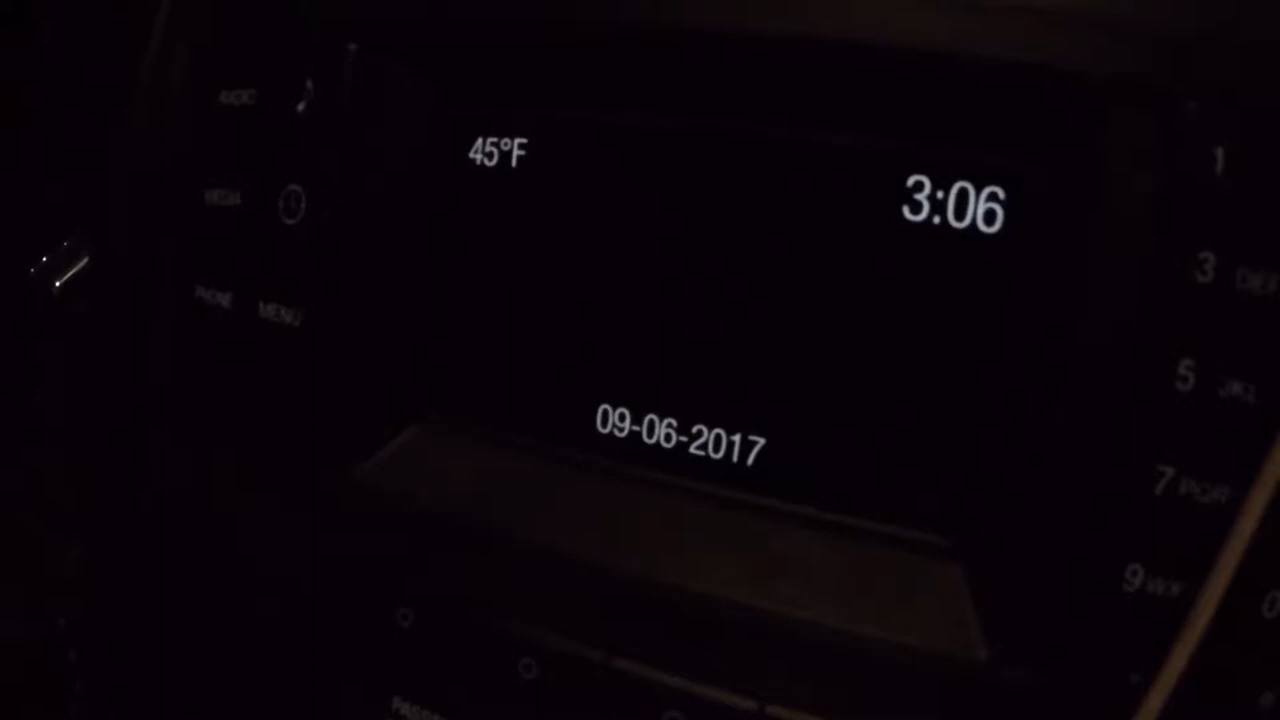 AUDIO
45°F
3:06
1
MEDIA
3 DEF
PHONE MENU
5 JKL
09-06-2017
7 PQR
9 WX
0